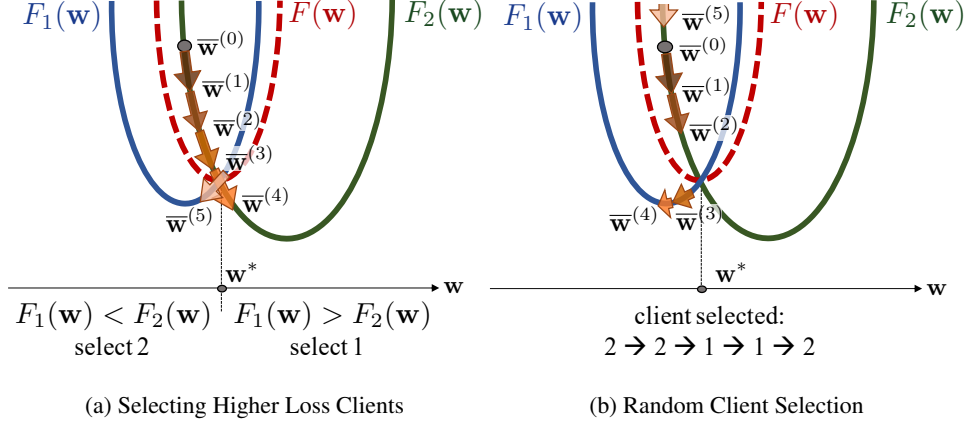 F₁(𝐰) F(𝐰) F₂(𝐰)
w̅⁽⁰⁾
w̅⁽¹⁾
w̅⁽²⁾
w̅⁽³⁾
w̅⁽⁴⁾
w̅⁽⁵⁾
w*
w
F₁(w) < F₂(w) F₁(w) > F₂(w)
select 2 select 1
(a) Selecting Higher Loss Clients
F₁(w) F(w) F₂(w)
w̅⁽⁵⁾
w̅⁽⁰⁾
w̅⁽¹⁾
w̅⁽²⁾
w̅⁽⁴⁾ w̅⁽³⁾
w*
w
client selected:
2 → 2 → 1 → 1 → 2
(b) Random Client Selection